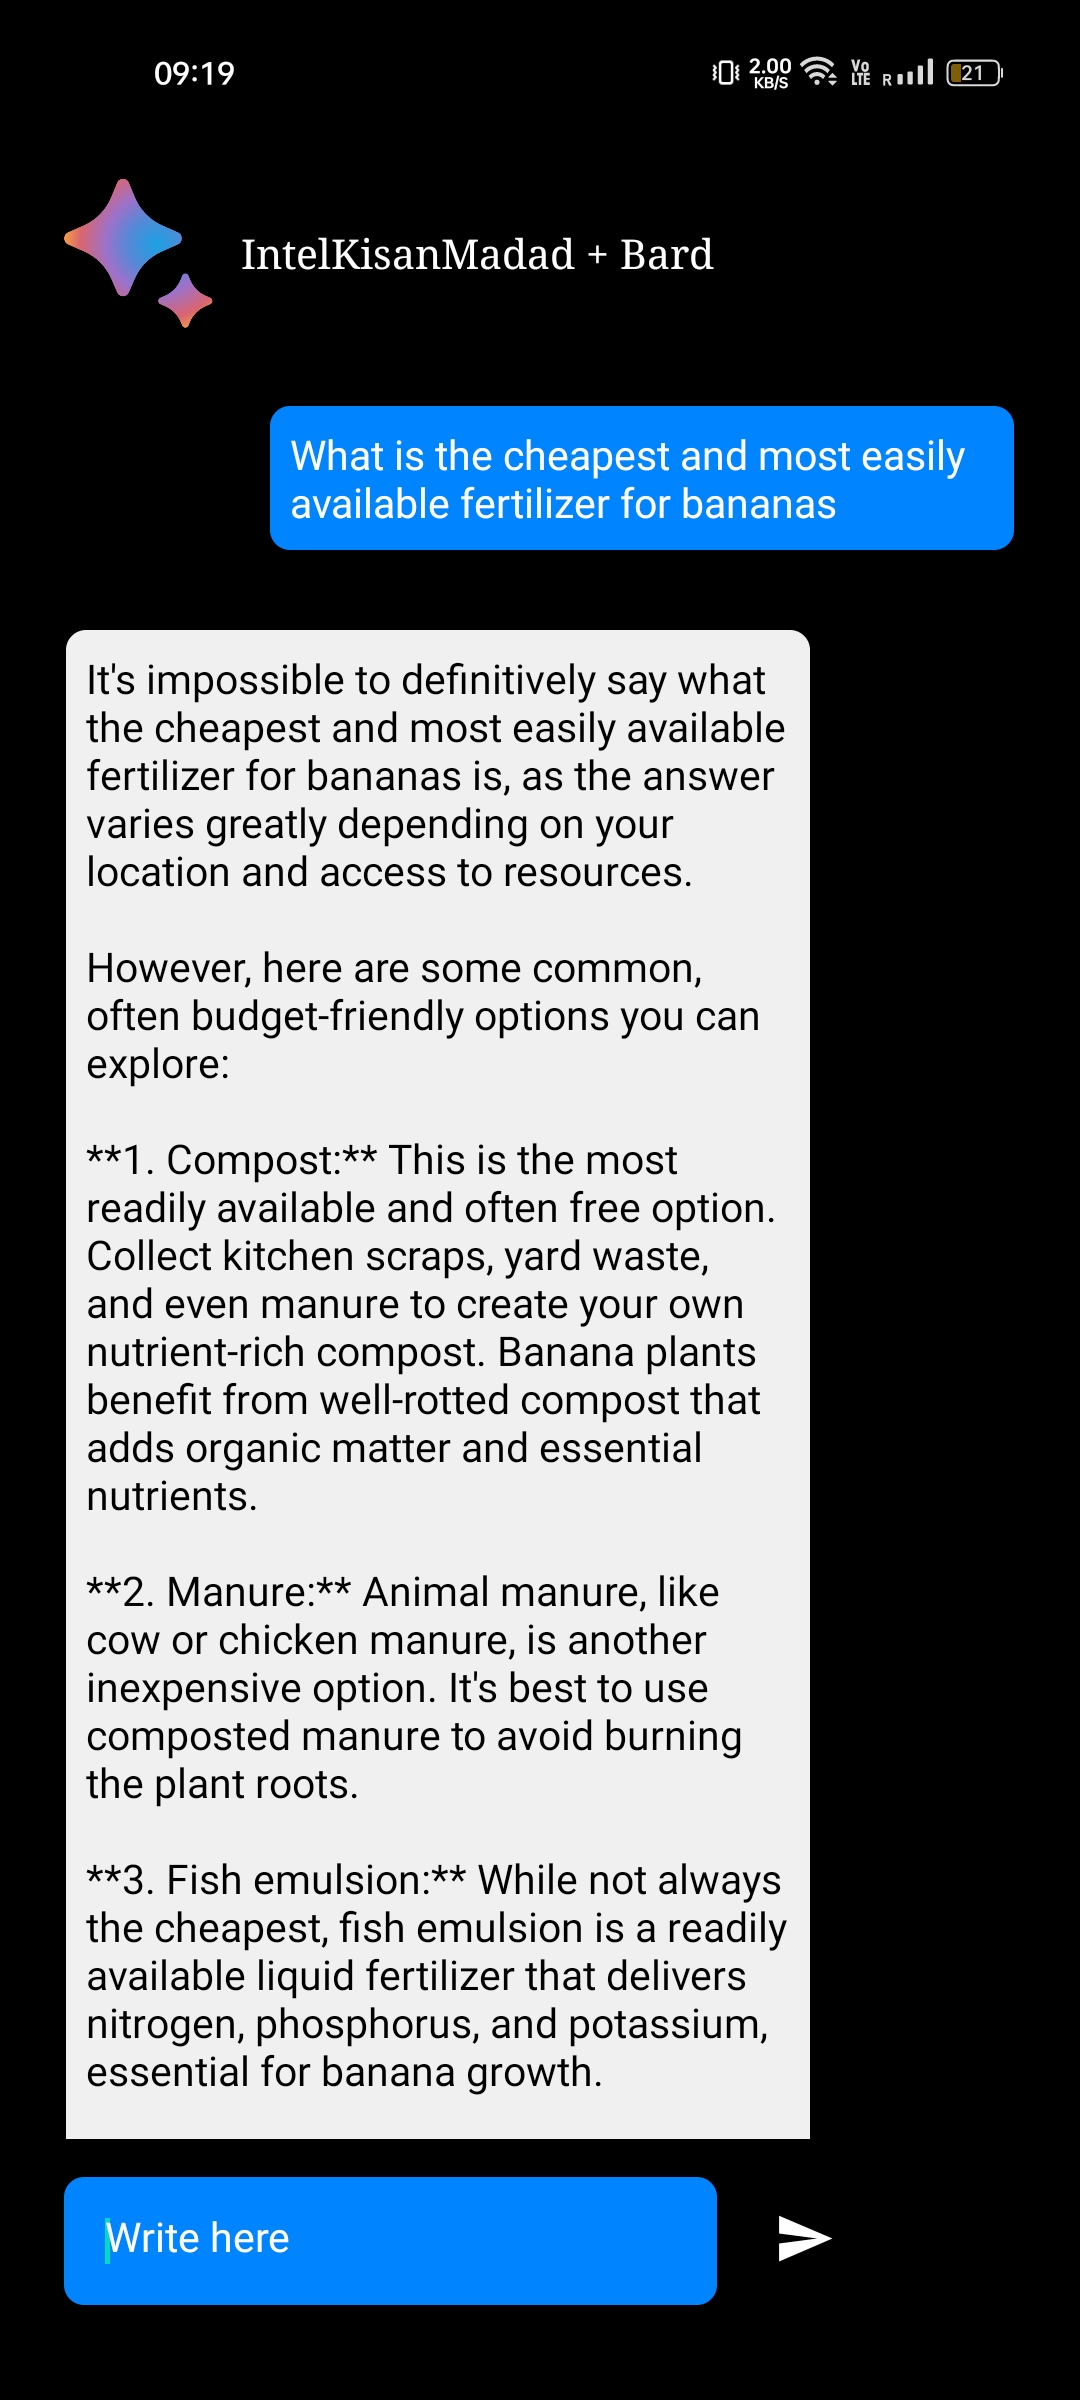 09:19
2.00
KB/S
Vo
LTE
R
21
IntelKisanMadad + Bard
What is the cheapest and most easily
available fertilizer for bananas
It's impossible to definitively say what
the cheapest and most easily available
fertilizer for bananas is, as the answer
varies greatly depending on your
location and access to resources.
However, here are some common,
often budget-friendly options you can
explore:
**1. Compost:** This is the most
readily available and often free option.
Collect kitchen scraps, yard waste,
and even manure to create your own
nutrient-rich compost. Banana plants
benefit from well-rotted compost that
adds organic matter and essential
nutrients.
**2. Manure:** Animal manure, like
cow or chicken manure, is another
inexpensive option. It's best to use
composted manure to avoid burning
the plant roots.
**3. Fish emulsion:** While not always
the cheapest, fish emulsion is a readily
available liquid fertilizer that delivers
nitrogen, phosphorus, and potassium,
essential for banana growth.
Write here